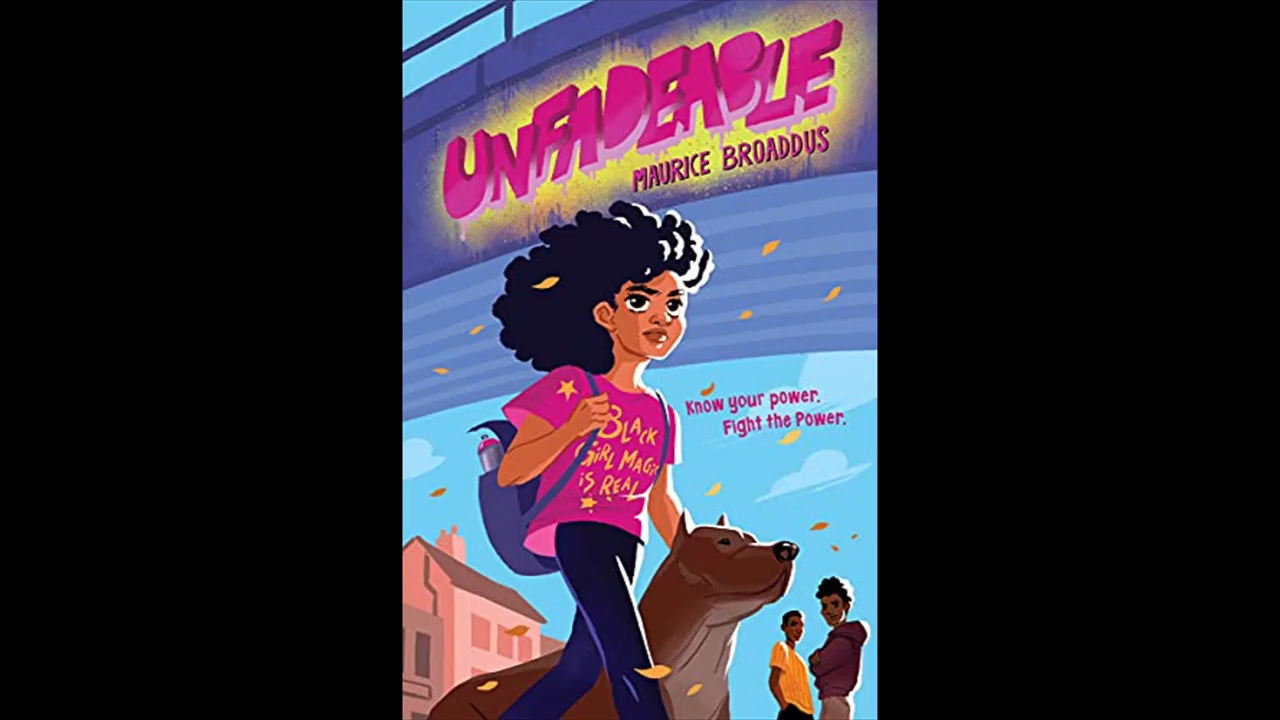 UNFADEABLE
MAURICE BROADDUS
Know your power.
Fight the Power.
BLACK
GIRL MAGIC
IS REAL